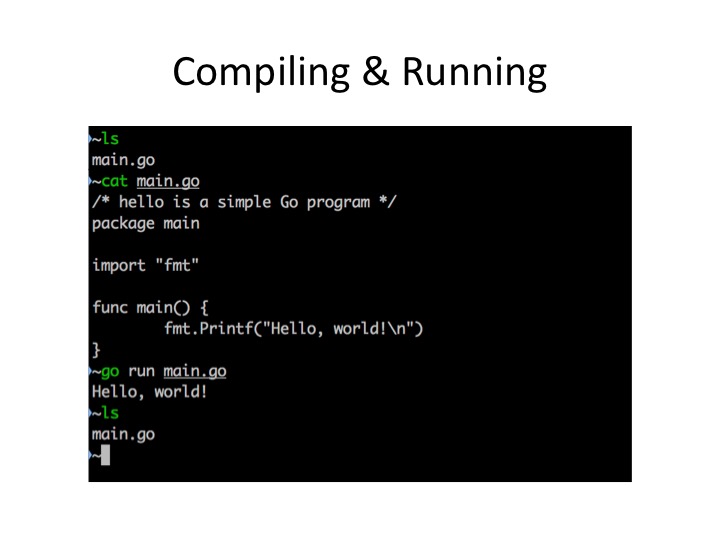 Compiling & Running
~ls
main.go
~cat main.go
/* hello is a simple Go program */
package main
import "fmt"
func main() {
fmt.Printf("Hello, world!\n")
}
~go run main.go
Hello, world!
~ls
main.go
~